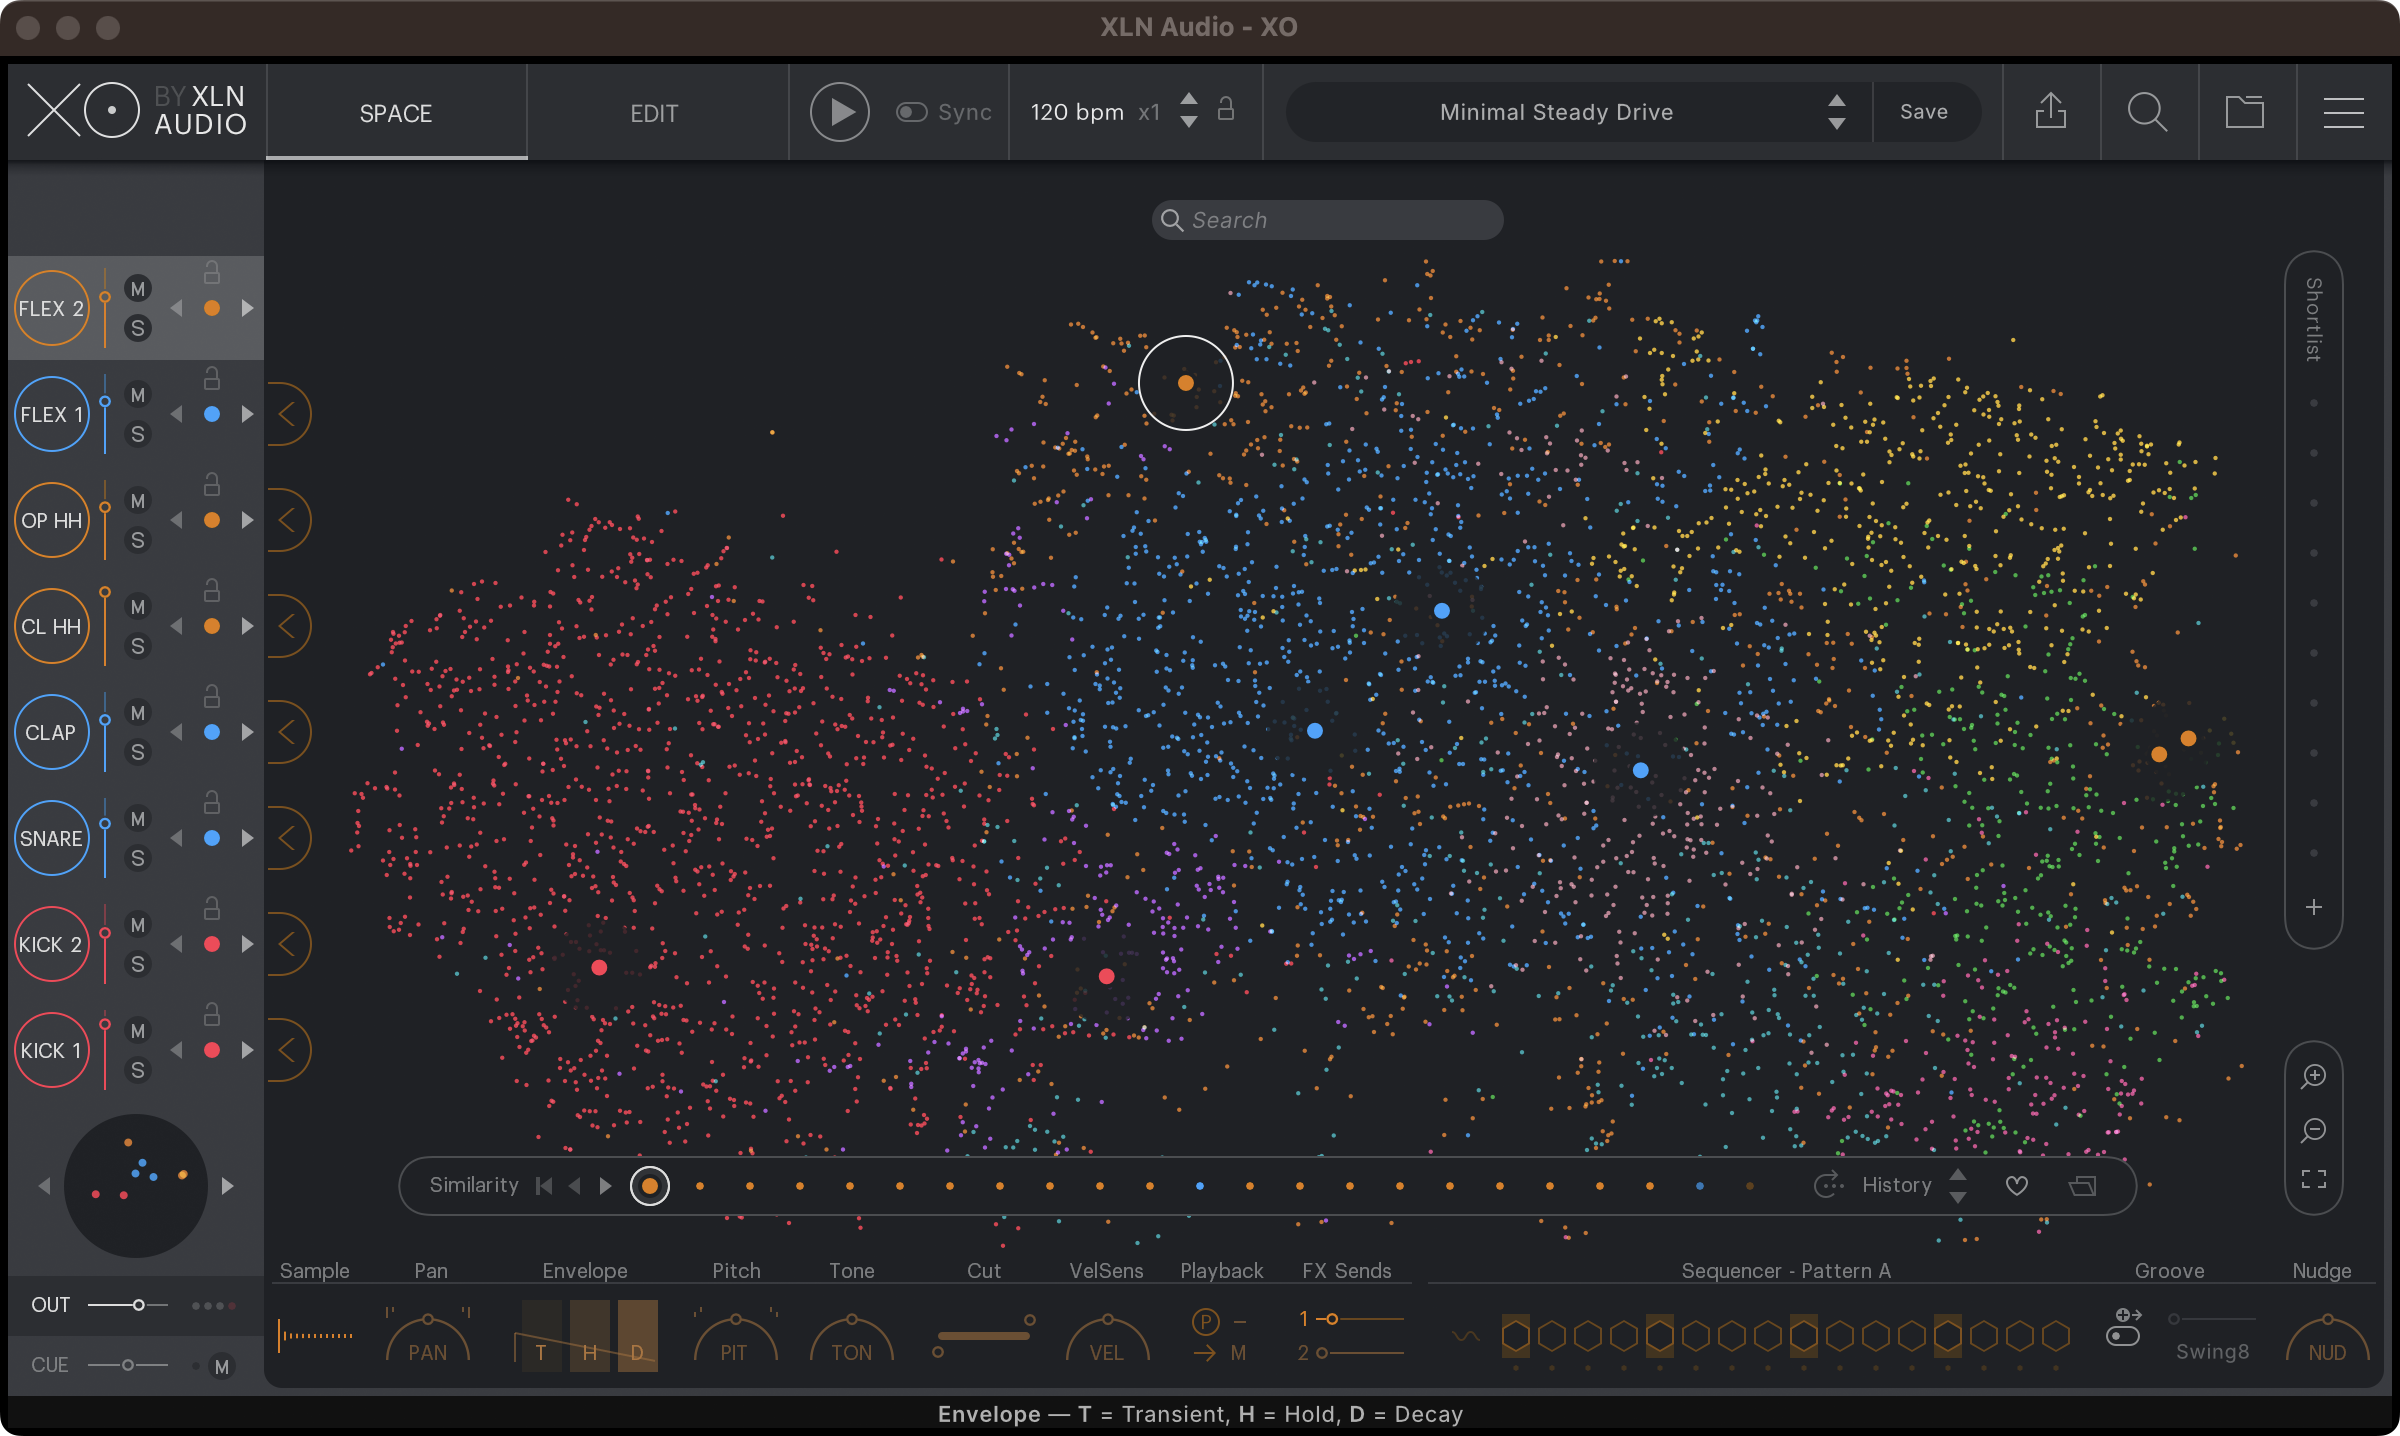 XLN Audio - XO
BY XLN
AUDIO
SPACE
EDIT
Sync
120 bpm x1
Minimal Steady Drive
Save
Search
Shortlist
FLEX 2
M
S
FLEX 1
M
S
OP HH
M
S
CL HH
M
S
CLAP
M
S
SNARE
M
S
KICK 2
M
S
KICK 1
M
S
Similarity
History
OUT
CUE
M
Sample
Pan
Envelope
Pitch
Tone
Cut
VelSens
Playback
FX Sends
Sequencer - Pattern A
Groove
Nudge
PAN
T H D
PIT
TON
VEL
P –
M
1
2
Swing8
NUD
Envelope — T = Transient, H = Hold, D = Decay